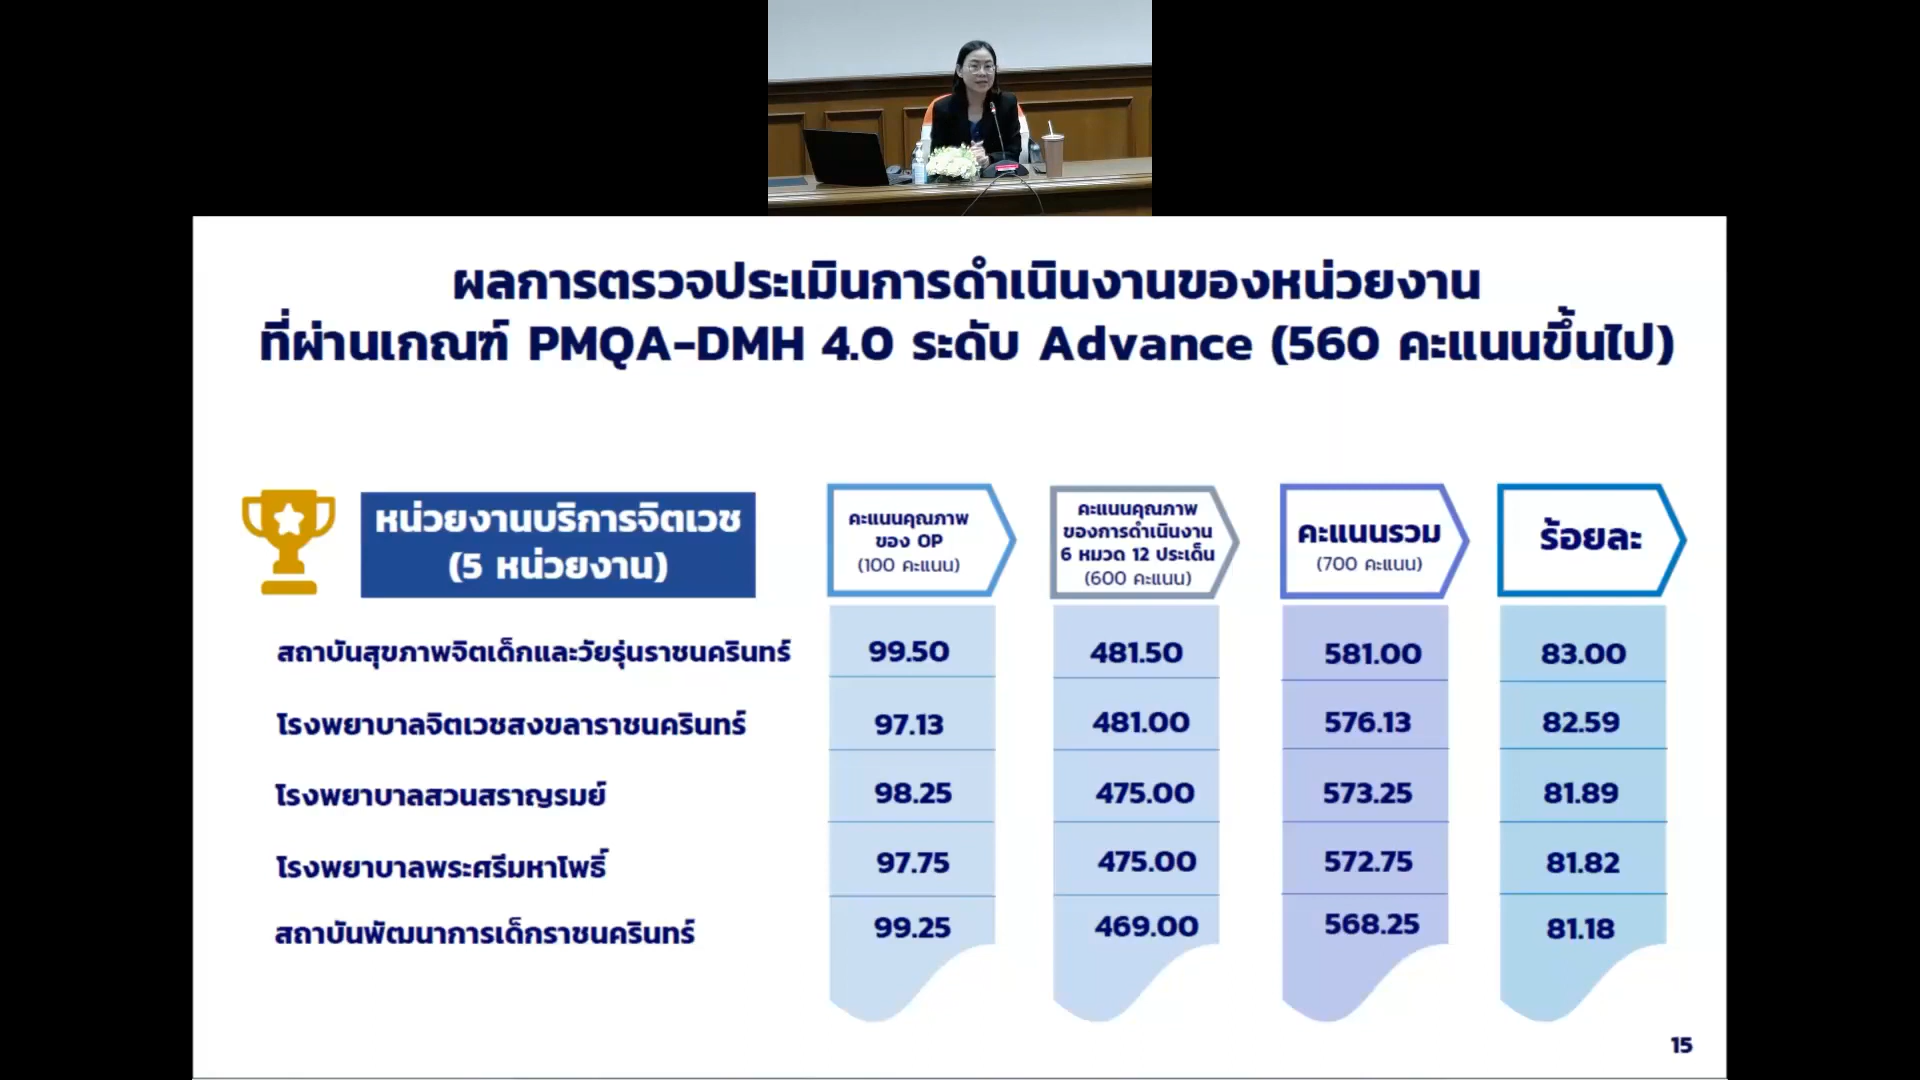 ผลการตรวจประเมินการดำเนินงานของหน่วยงาน
ที่ผ่านเกณฑ์ PMQA-DMH 4.0 ระดับ Advance (560 คะแนนขึ้นไป)
หน่วยงานบริการจิตเวช
(5 หน่วยงาน)
คะแนนคุณภาพ
ของ OP
(100 คะแนน)
คะแนนคุณภาพ
ของการดำเนินงาน
6 หมวด 12 ประเด็น
(600 คะแนน)
คะแนนรวม
(700 คะแนน)
ร้อยละ
สถาบันสุขภาพจิตเด็กและวัยรุ่นราชนครินทร์ 99.50 481.50 581.00 83.00
โรงพยาบาลจิตเวชสงขลาราชนครินทร์ 97.13 481.00 576.13 82.59
โรงพยาบาลสวนสราญรมย์ 98.25 475.00 573.25 81.89
โรงพยาบาลพระศรีมหาโพธิ์ 97.75 475.00 572.75 81.82
สถาบันพัฒนาการเด็กราชนครินทร์ 99.25 469.00 568.25 81.18
15